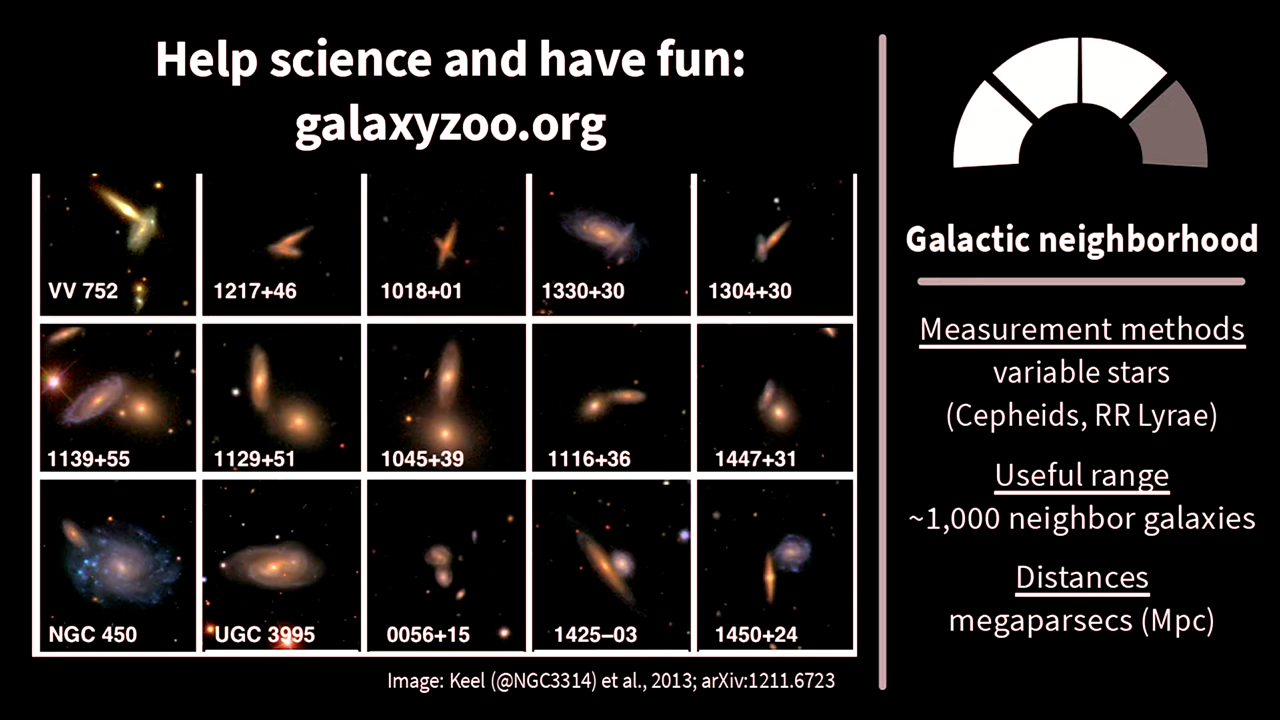 Help science and have fun:
galaxyzoo.org
VV 752
1217+46
1018+01
1330+30
1304+30
1139+55
1129+51
1045+39
1116+36
1447+31
NGC 450
UGC 3995
0056+15
1425−03
1450+24
Image: Keel (@NGC3314) et al., 2013; arXiv:1211.6723
Galactic neighborhood
Measurement methods
variable stars
(Cepheids, RR Lyrae)
Useful range
~1,000 neighbor galaxies
Distances
megaparsecs (Mpc)